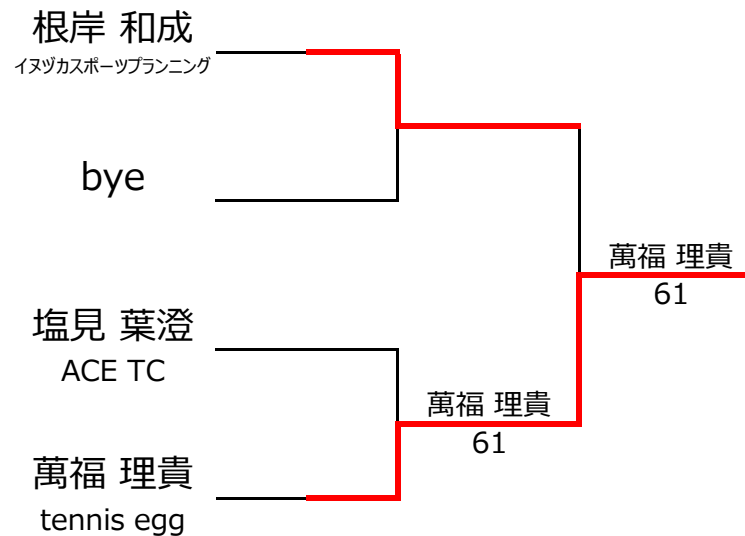 根岸 和成
イヌヅカスポーツプランニング
bye
塩見 葉澄
ACE TC
萬福 理貴
tennis egg
萬福 理貴
61
萬福 理貴
61